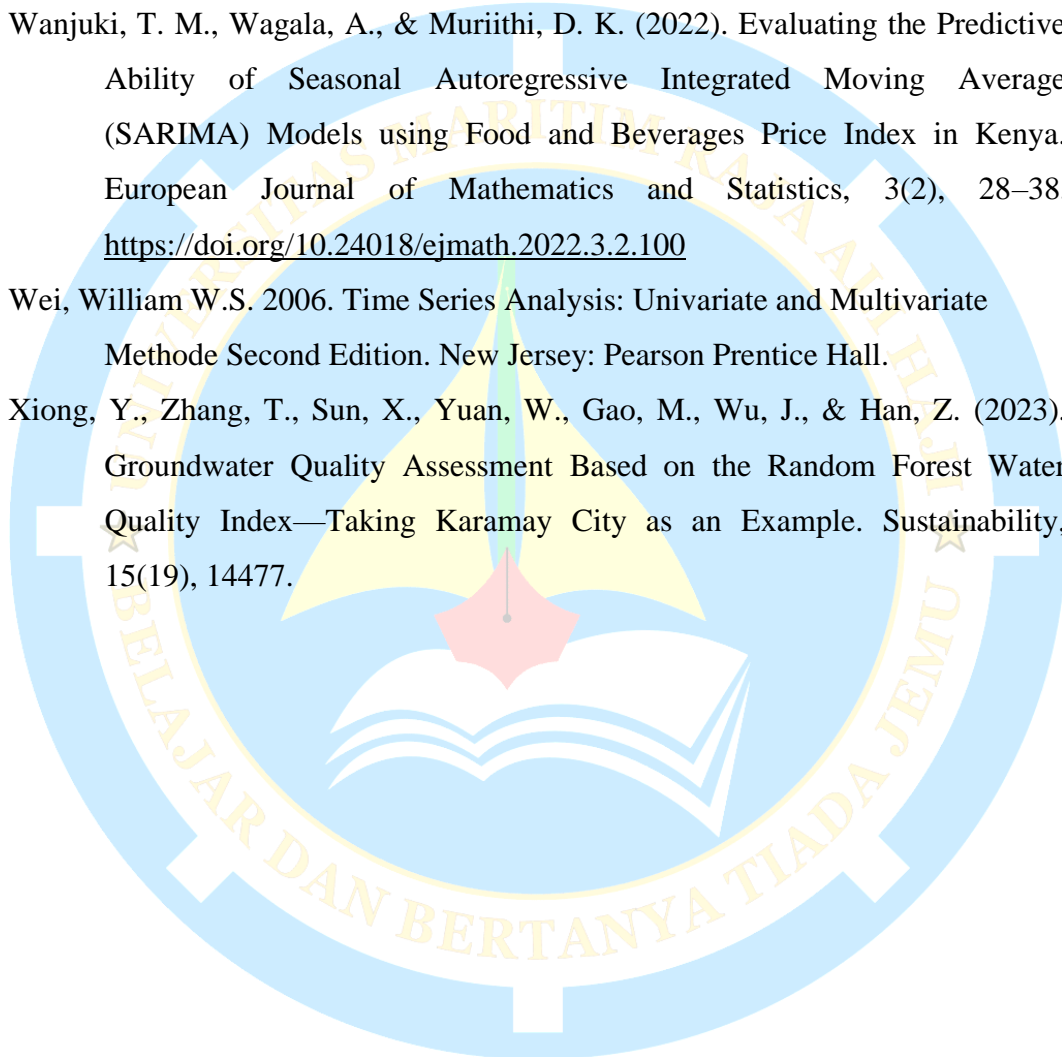 Wanjuki, T. M., Wagala, A., & Muriithi, D. K. (2022). Evaluating the Predictive
Ability of Seasonal Autoregressive Integrated Moving Average
(SARIMA) Models using Food and Beverages Price Index in Kenya.
European Journal of Mathematics and Statistics, 3(2), 28–38.
https://doi.org/10.24018/ejmath.2022.3.2.100
Wei, William W.S. 2006. Time Series Analysis: Univariate and Multivariate
Methode Second Edition. New Jersey: Pearson Prentice Hall.
Xiong, Y., Zhang, T., Sun, X., Yuan, W., Gao, M., Wu, J., & Han, Z. (2023).
Groundwater Quality Assessment Based on the Random Forest Water
Quality Index—Taking Karamay City as an Example. Sustainability,
15(19), 14477.
UNIVERSITAS MARITIM RAJA ALI HAJI
BELAJAR DAN BERTANYA TIADA JEMU